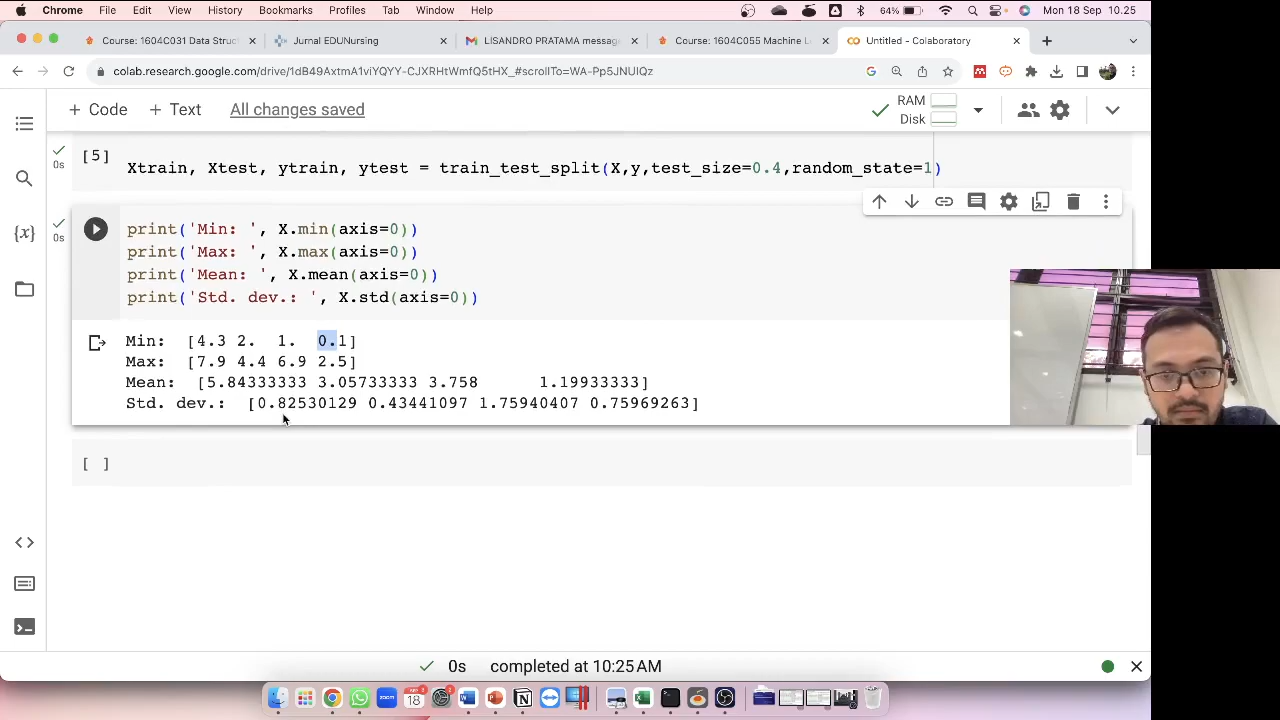 Chrome File Edit View History Bookmarks Profiles Tab Window Help 64% Mon 18 Sep 10.25
Course: 1604C031 Data Struc Jurnal EDUNursing LISANDRO PRATAMA messag Course: 1604C055 Machine L Untitled - Colaboratory
colab.research.google.com/drive/1dB49AxtmA1viYQYY-CJXRHtWmfQ5tHX_#scrollTo=WA-Pp5JNUIQz
+ Code + Text All changes saved RAM
Disk
[5]
0s
Xtrain, Xtest, ytrain, ytest = train_test_split(X,y,test_size=0.4,random_state=1)
0s
print('Min: ', X.min(axis=0))
print('Max: ', X.max(axis=0))
print('Mean: ', X.mean(axis=0))
print('Std. dev.: ', X.std(axis=0))
Min: [4.3 2. 1. 0.1]
Max: [7.9 4.4 6.9 2.5]
Mean: [5.84333333 3.05733333 3.758 1.19933333]
Std. dev.: [0.82530129 0.43441097 1.75940407 0.75969263]
[ ]
{x}
0s completed at 10:25 AM